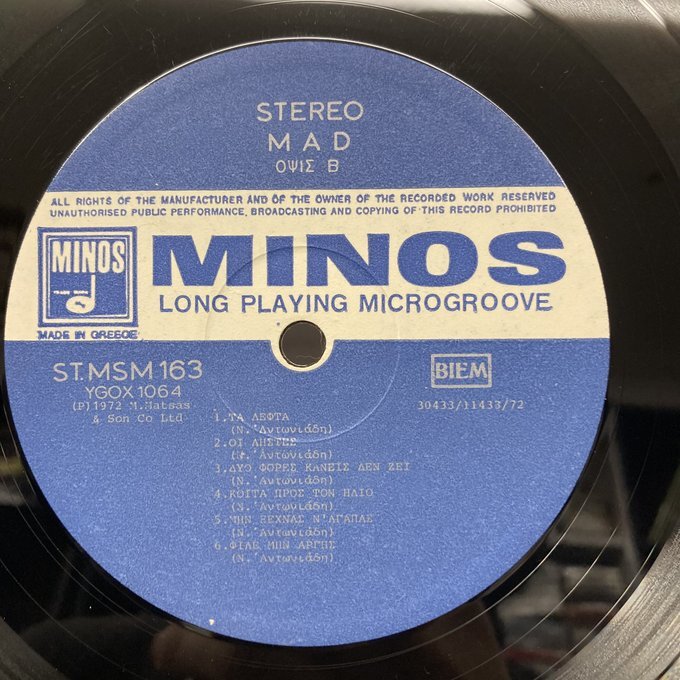 STEREO
MAD
ΟΨΙΣ Β
ALL RIGHTS OF THE MANUFACTURER AND OF THE OWNER OF THE RECORDED WORK RESERVED
UNAUTHORISED PUBLIC PERFORMANCE, BROADCASTING AND COPYING OF THIS RECORD PROHIBITED
MINOS
TRADE MARK
MADE IN GREECE
MINOS
LONG PLAYING MICROGROOVE
ST.MSM 163
YGOX 1064
(P)1972 M.Matsas
& Son Co Ltd
BIEM
30433/11433/72
1.ΤΑ ΛΕΦΤΑ
(Ν.'Αντωνιάδη)
2.ΟΙ ΛΗΣΤΕΣ
(Ν.'Αντωνιάδη)
3.ΔΥΟ ΦΟΡΕΣ ΚΑΝΕΙΣ ΔΕΝ ΖΕΙ
(Ν.'Αντωνιάδη)
4.ΚΟΙΤΑ ΠΡΟΣ ΤΟΝ ΗΛΙΟ
(Ν.'Αντωνιάδη)
5.ΜΗΝ ΞΕΧΝΑΣ Ν'ΑΓΑΠΑΣ
(Ν.'Αντωνιάδη)
6.ΦΙΛΕ ΜΗΝ ΑΡΓΗΣ
(Ν.'Αντωνιάδη)